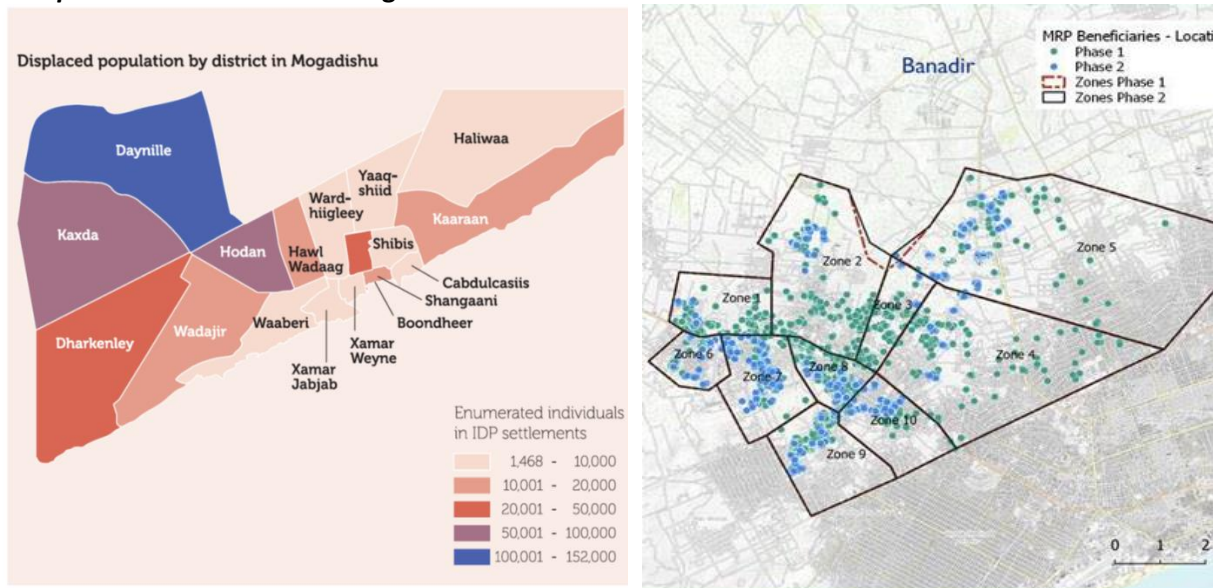 Displaced population by district in Mogadishu
Daynille
Haliwaa
Yaaq-
shiid
Ward-
hiigleey
Kaxda
Kaaraan
Hodan
Hawl
Wadaag
Shibis
Cabdulcasiis
Shangaani
Boondheer
Wadajir
Waaberi
Dharkenley
Xamar
Weyne
Xamar
Jabjab
Enumerated individuals
in IDP settlements
1,468 - 10,000
10,001 - 20,000
20,001 - 50,000
50,001 - 100,000
100,001 - 152,000
MRP Beneficiaries - Locati
Phase 1
Phase 2
Zones Phase 1
Zones Phase 2
Banadir
Zone 5
Zone 2
Zone 1
Zone 3
Zone 6
Zone 4
Zone 7
Zone 8
Zone 10
Zone 9
0 1 2